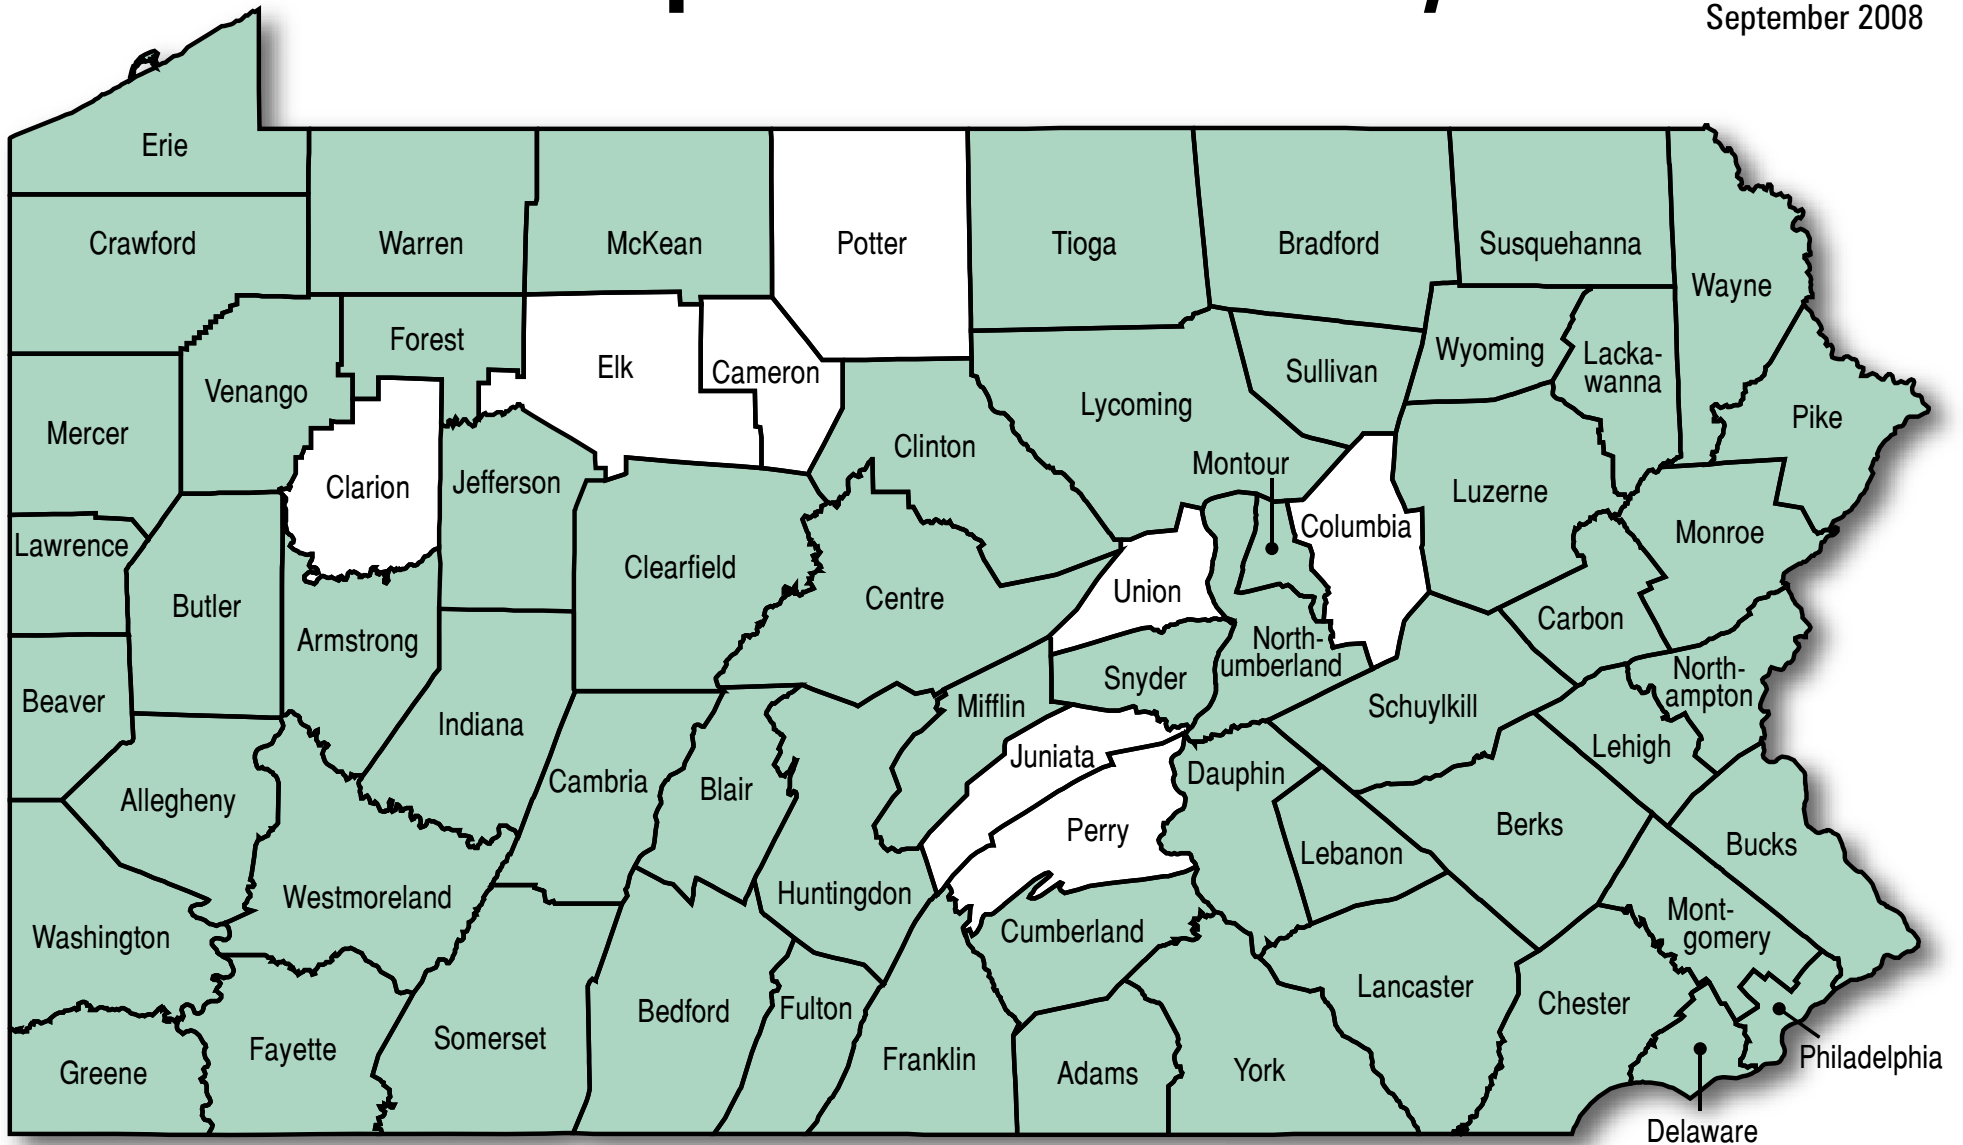 September 2008
Erie
Crawford
Warren
McKean
Potter
Tioga
Bradford
Susquehanna
Wayne
Forest
Elk
Cameron
Sullivan
Wyoming
Lacka-
wanna
Venango
Mercer
Lycoming
Pike
Clinton
Montour
Clarion
Jefferson
Luzerne
Columbia
Monroe
Lawrence
Clearfield
Butler
Centre
Union
Carbon
Armstrong
North-
umberland
Snyder
North-
ampton
Beaver
Mifflin
Schuylkill
Indiana
Lehigh
Juniata
Dauphin
Allegheny
Cambria
Blair
Perry
Berks
Lebanon
Bucks
Westmoreland
Huntingdon
Cumberland
Mont-
gomery
Washington
Lancaster
Chester
Bedford
Fulton
Somerset
Fayette
Greene
Franklin
Adams
York
Philadelphia
Delaware